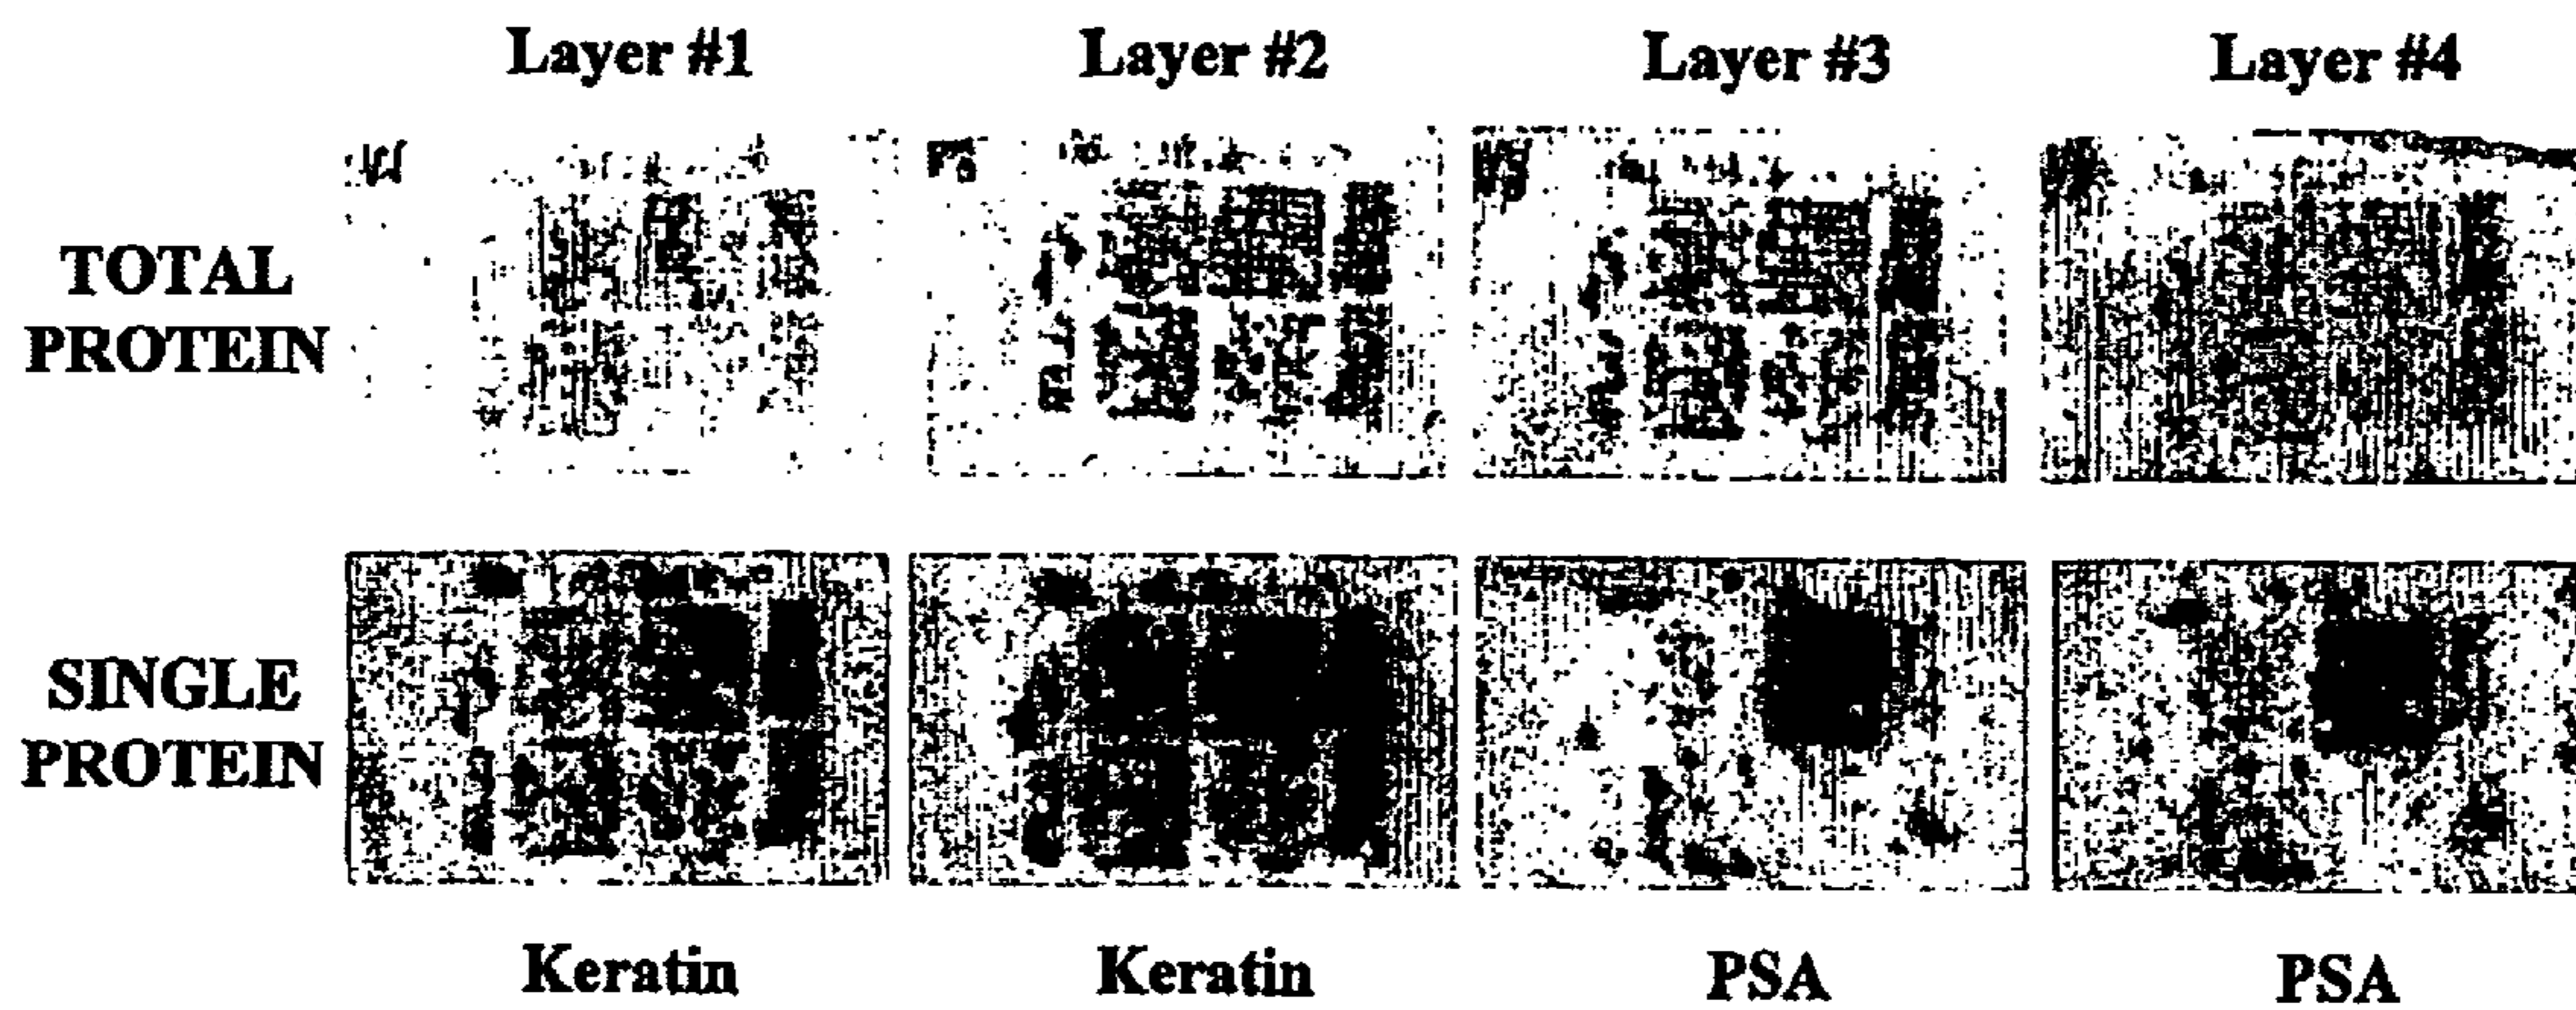 Layer #1 Layer #2 Layer #3 Layer #4
TOTAL
PROTEIN
SINGLE
PROTEIN
Keratin Keratin PSA PSA